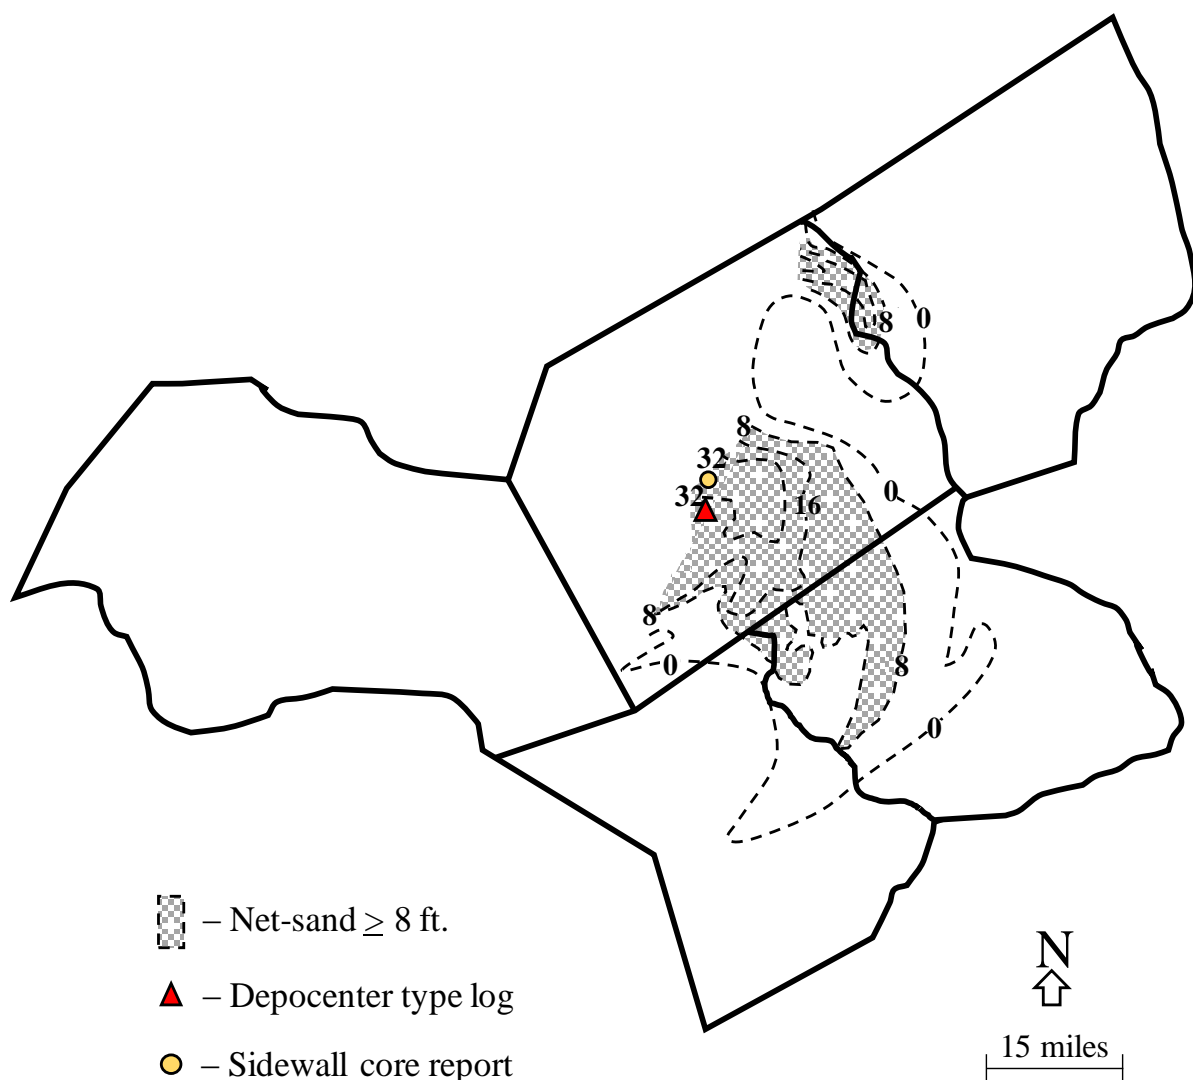 8
0
8
32
32
16
0
8
0
8
0
– Net-sand ≥ 8 ft.
– Depocenter type log
– Sidewall core report
N
15 miles